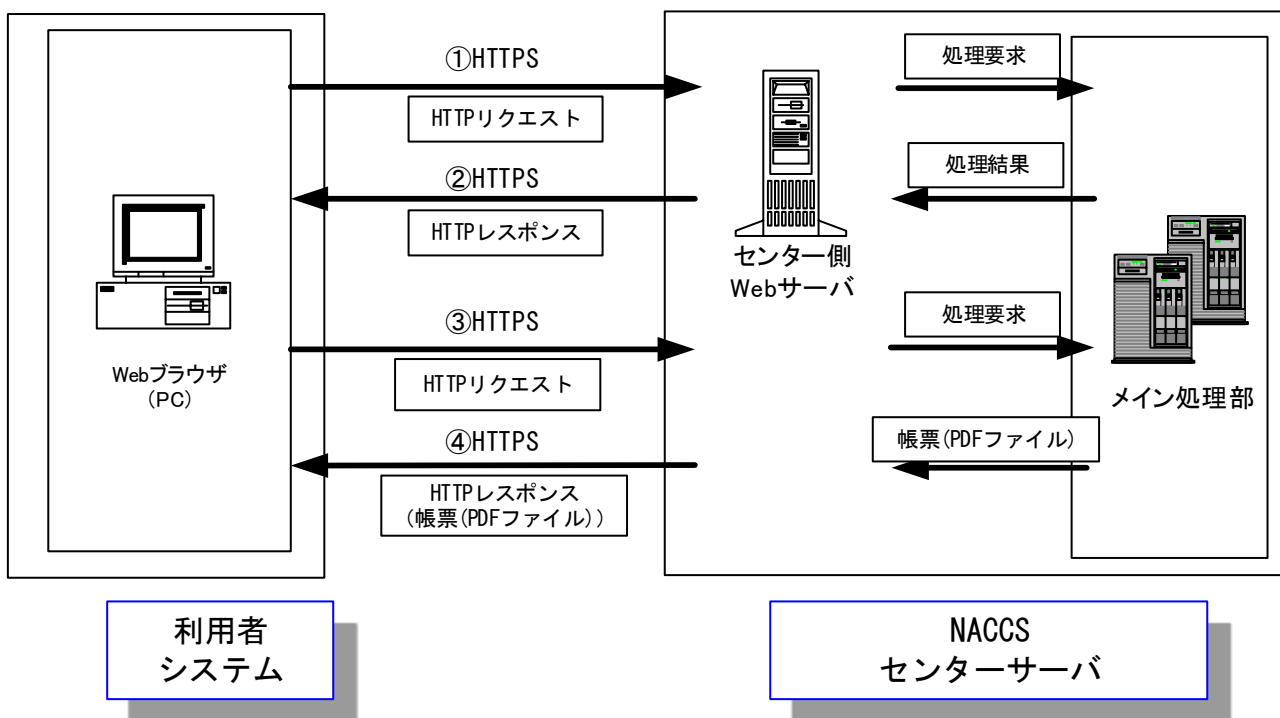 ①HTTPS
HTTPリクエスト
処理要求
②HTTPS
HTTPレスポンス
処理結果
センター側
Webサーバ
③HTTPS
HTTPリクエスト
処理要求
Webブラウザ
(PC)
メイン処理部
④HTTPS
HTTPレスポンス
(帳票(PDFファイル))
帳票(PDFファイル)
利用者
システム
NACCS
センターサーバ